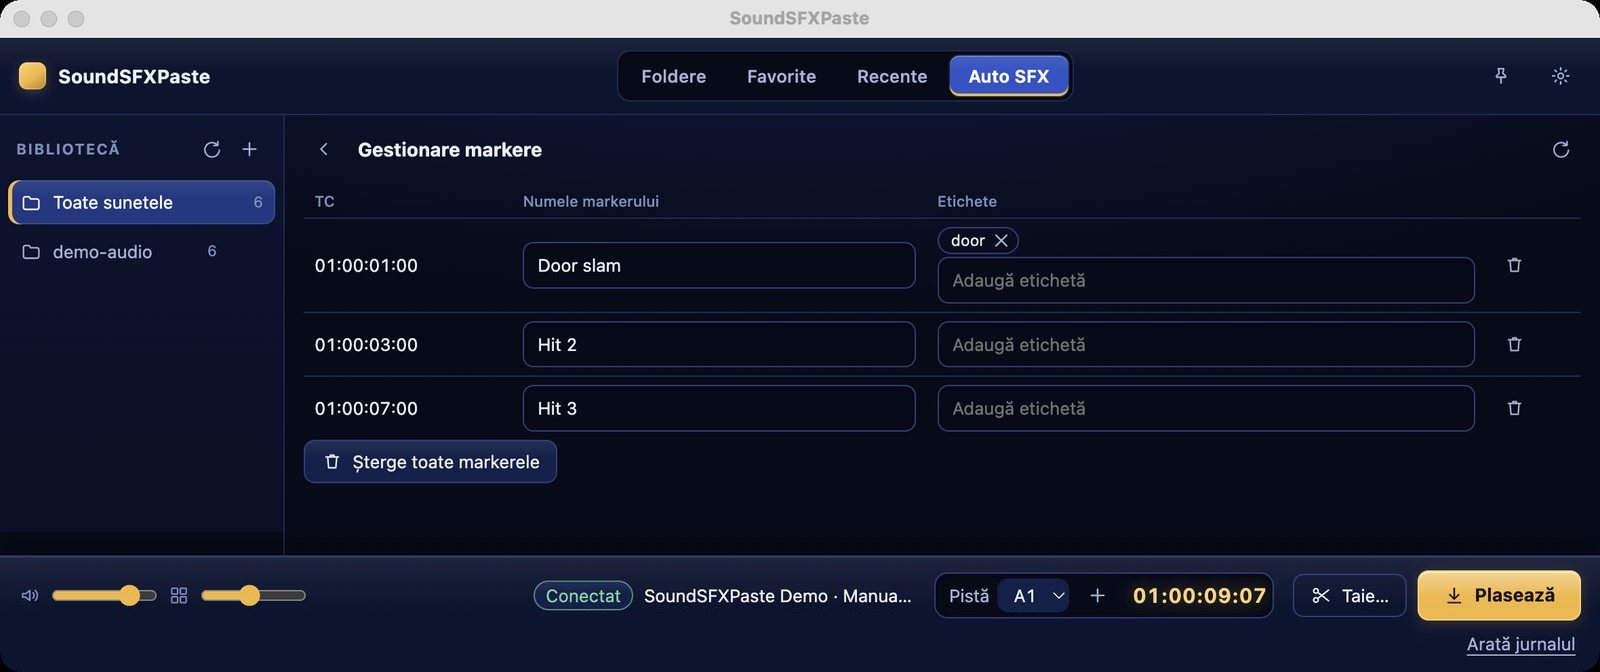 SoundSFXPaste
SoundSFXPaste
Foldere Favorite Recente Auto SFX
BIBLIOTECĂ
Toate sunetele 6
demo-audio 6
Gestionare markere
TC Numele markerului Etichete
door
01:00:01:00 Door slam Adaugă etichetă
01:00:03:00 Hit 2 Adaugă etichetă
01:00:07:00 Hit 3 Adaugă etichetă
Șterge toate markerele
Conectat SoundSFXPaste Demo · Manua... Pistă A1 01:00:09:07 Taie... Plasează
Arată jurnalul